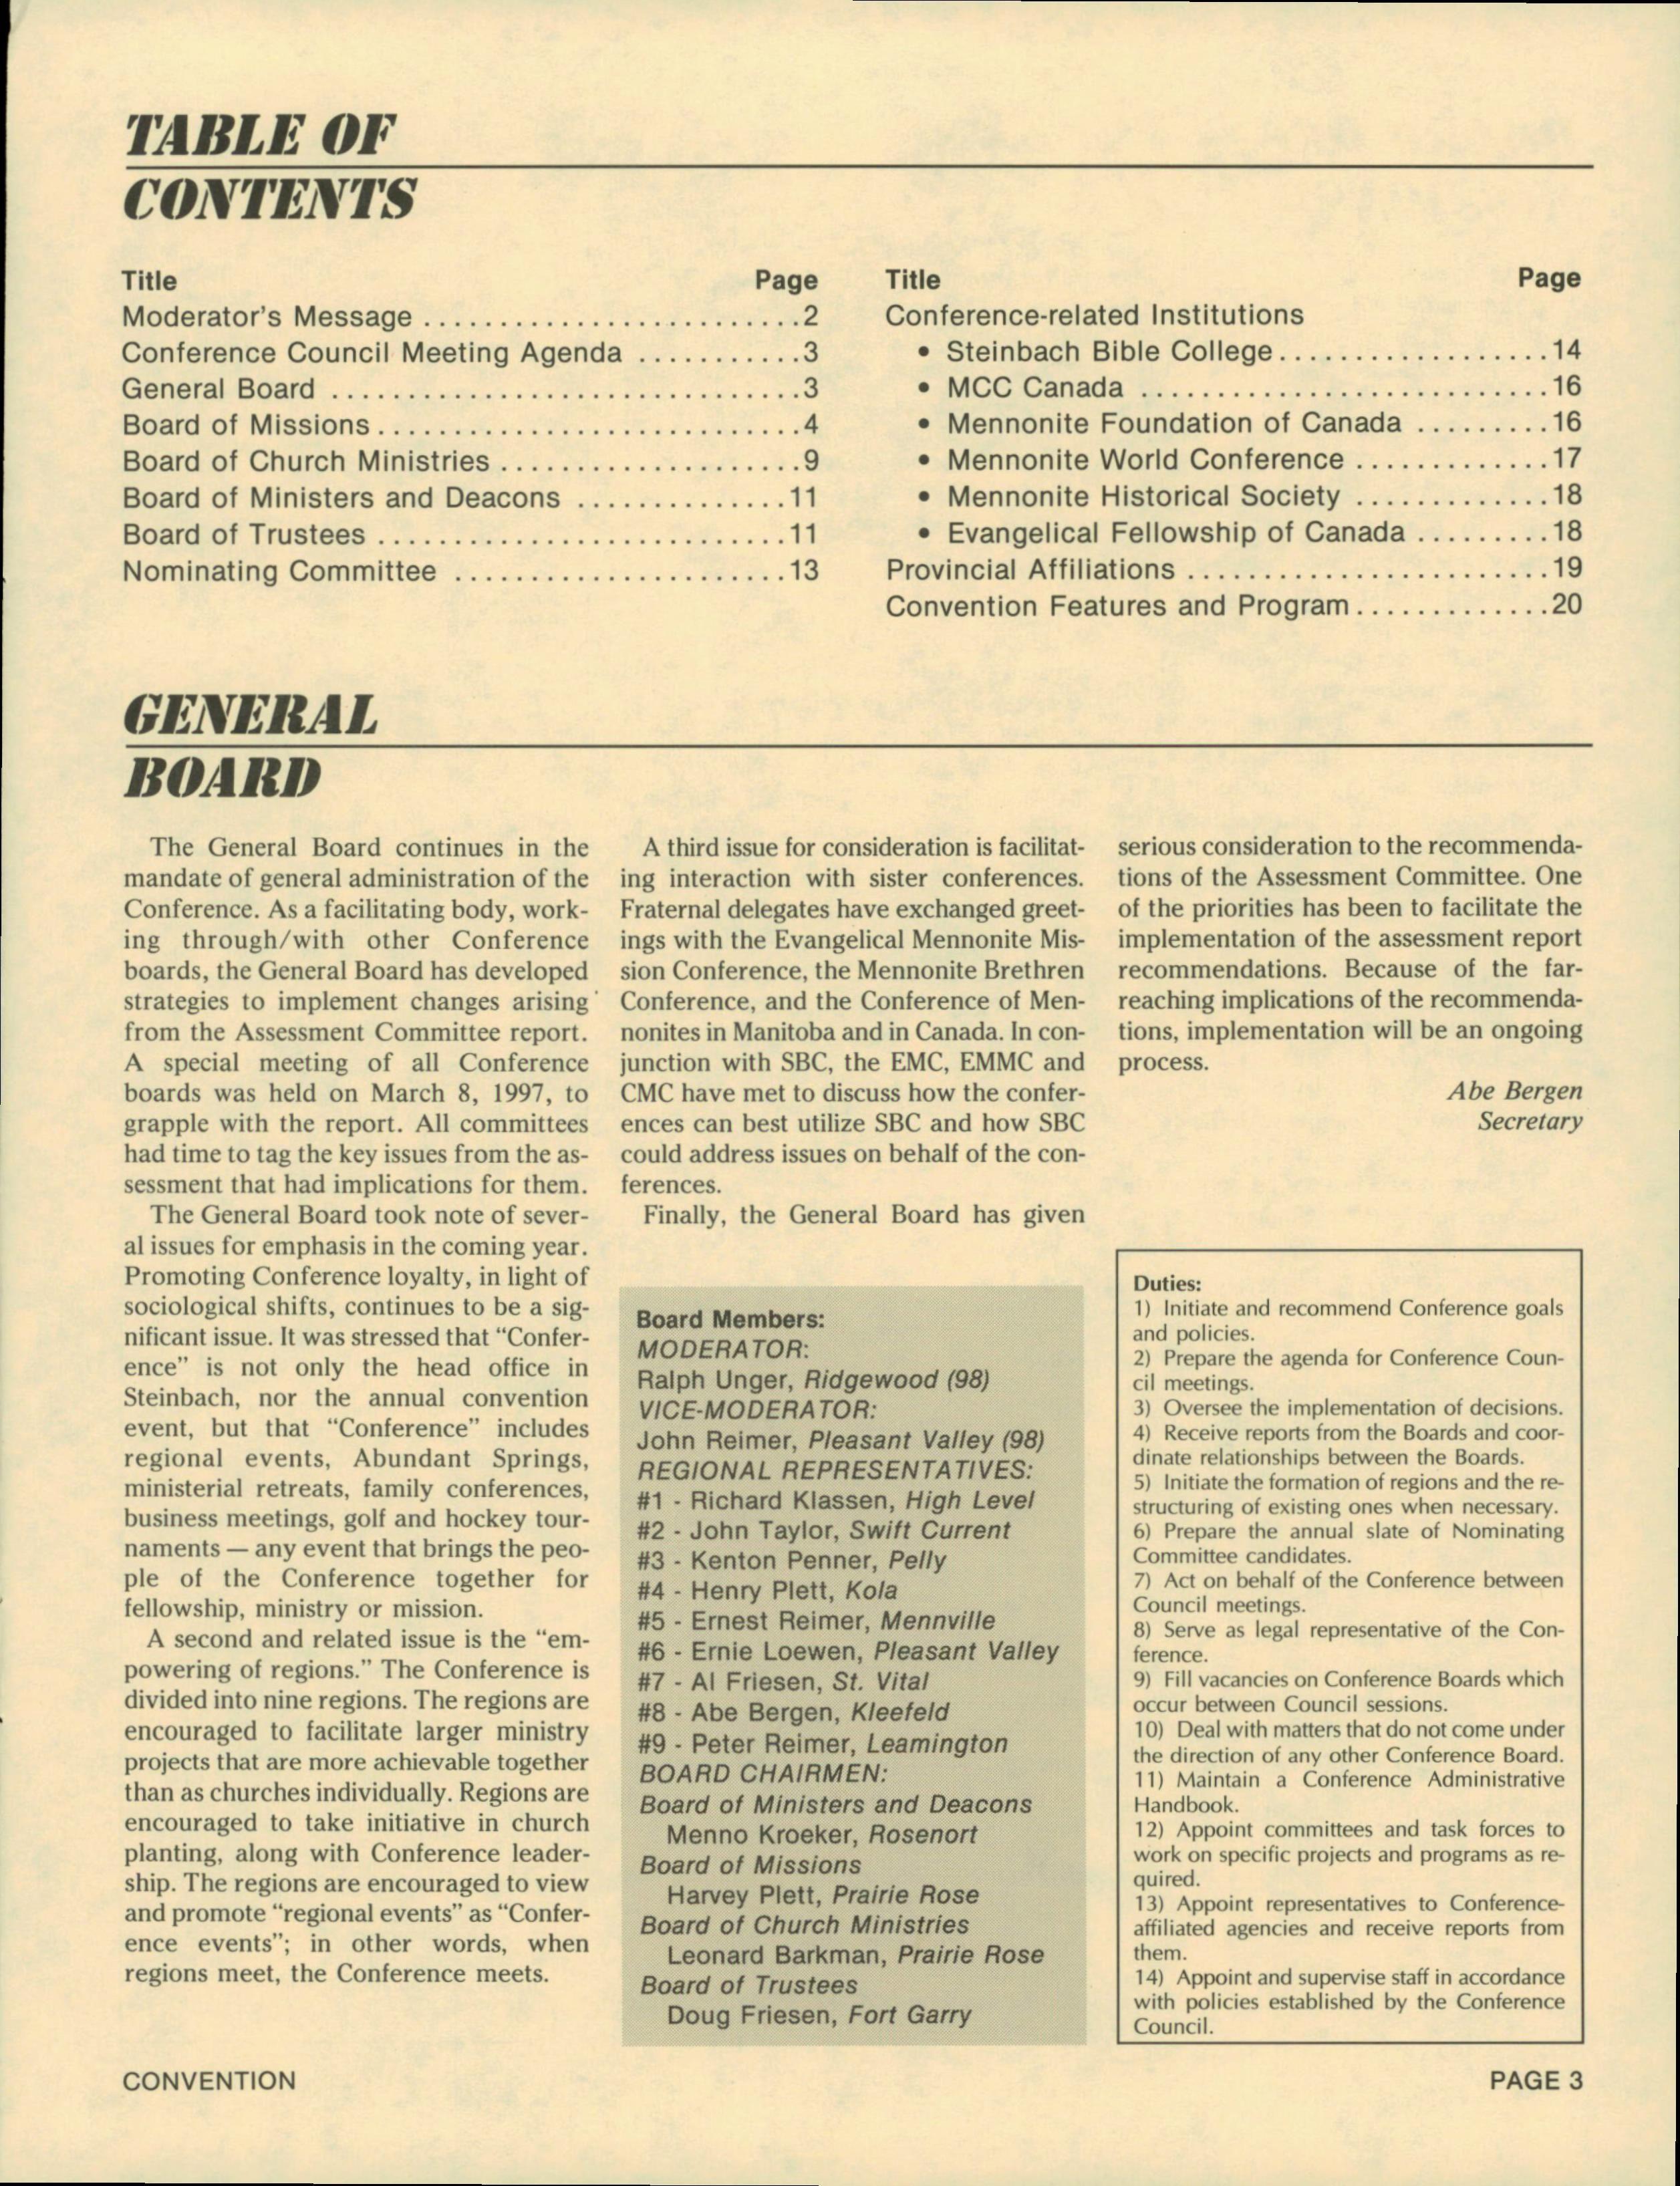 TABLE OF
CONTENTS
Title Page
Moderator's Message ......................... 2
Conference Council Meeting Agenda ........... 3
General Board ............................... 3
Board of Missions ............................ 4
Board of Church Ministries .................... 9
Board of Ministers and Deacons .............. 11
Board of Trustees ........................... 11
Nominating Committee ...................... 13
Title Page
Conference-related Institutions
• Steinbach Bible College .................. 14
• MCC Canada ........................... 16
• Mennonite Foundation of Canada ......... 16
• Mennonite World Conference ............. 17
• Mennonite Historical Society ............. 18
• Evangelical Fellowship of Canada ......... 18
Provincial Affiliations ........................ 19
Convention Features and Program ............. 20
GENERAL
BOARD
The General Board continues in the
mandate of general administration of the
Conference. As a facilitating body, work-
ing through/with other Conference
boards, the General Board has developed
strategies to implement changes arising
from the Assessment Committee report.
A special meeting of all Conference
boards was held on March 8, 1997, to
grapple with the report. All committees
had time to tag the key issues from the as-
sessment that had implications for them.
The General Board took note of sever-
al issues for emphasis in the coming year.
Promoting Conference loyalty, in light of
sociological shifts, continues to be a sig-
nificant issue. It was stressed that “Confer-
ence” is not only the head office in
Steinbach, nor the annual convention
event, but that “Conference” includes
regional events, Abundant Springs,
ministerial retreats, family conferences,
business meetings, golf and hockey tour-
naments — any event that brings the peo-
ple of the Conference together for
fellowship, ministry or mission.
A second and related issue is the “em-
powering of regions.” The Conference is
divided into nine regions. The regions are
encouraged to facilitate larger ministry
projects that are more achievable together
than as churches individually. Regions are
encouraged to take initiative in church
planting, along with Conference leader-
ship. The regions are encouraged to view
and promote “regional events” as “Confer-
ence events”; in other words, when
regions meet, the Conference meets.
A third issue for consideration is facilitat-
ing interaction with sister conferences.
Fraternal delegates have exchanged greet-
ings with the Evangelical Mennonite Mis-
sion Conference, the Mennonite Brethren
Conference, and the Conference of Men-
nonites in Manitoba and in Canada. In con-
junction with SBC, the EMC, EMMC and
CMC have met to discuss how the confer-
ences can best utilize SBC and how SBC
could address issues on behalf of the con-
ferences.
Finally, the General Board has given
serious consideration to the recommenda-
tions of the Assessment Committee. One
of the priorities has been to facilitate the
implementation of the assessment report
recommendations. Because of the far-
reaching implications of the recommenda-
tions, implementation will be an ongoing
process.
Abe Bergen
Secretary
Board Members:
MODERATOR:
Ralph Unger, Ridgewood (98)
VICE-MODERATOR:
John Reimer, Pleasant Valley (98)
REGIONAL REPRESENTATIVES:
#1 - Richard Klassen, High Level
#2 - John Taylor, Swift Current
#3 - Kenton Penner, Pelly
#4 - Henry Plett, Kola
#5 - Ernest Reimer, Mennville
#6 - Ernie Loewen, Pleasant Valley
#7 - Al Friesen, St. Vital
#8 - Abe Bergen, Kleefeld
#9 - Peter Reimer, Leamington
BOARD CHAIRMEN:
Board of Ministers and Deacons
Menno Kroeker, Rosenort
Board of Missions
Harvey Plett, Prairie Rose
Board of Church Ministries
Leonard Barkman, Prairie Rose
Board of Trustees
Doug Friesen, Fort Garry
Duties:
1) Initiate and recommend Conference goals
and policies.
2) Prepare the agenda for Conference Coun-
cil meetings.
3) Oversee the implementation of decisions.
4) Receive reports from the Boards and coor-
dinate relationships between the Boards.
5) Initiate the formation of regions and the re-
structuring of existing ones when necessary.
6) Prepare the annual slate of Nominating
Committee candidates.
7) Act on behalf of the Conference between
Council meetings.
8) Serve as legal representative of the Con-
ference.
9) Fill vacancies on Conference Boards which
occur between Council sessions.
10) Deal with matters that do not come under
the direction of any other Conference Board.
11) Maintain a Conference Administrative
Handbook.
12) Appoint committees and task forces to
work on specific projects and programs as re-
quired.
13) Appoint representatives to Conference-
affiliated agencies and receive reports from
them.
14) Appoint and supervise staff in accordance
with policies established by the Conference
Council.
CONVENTION
PAGE 3